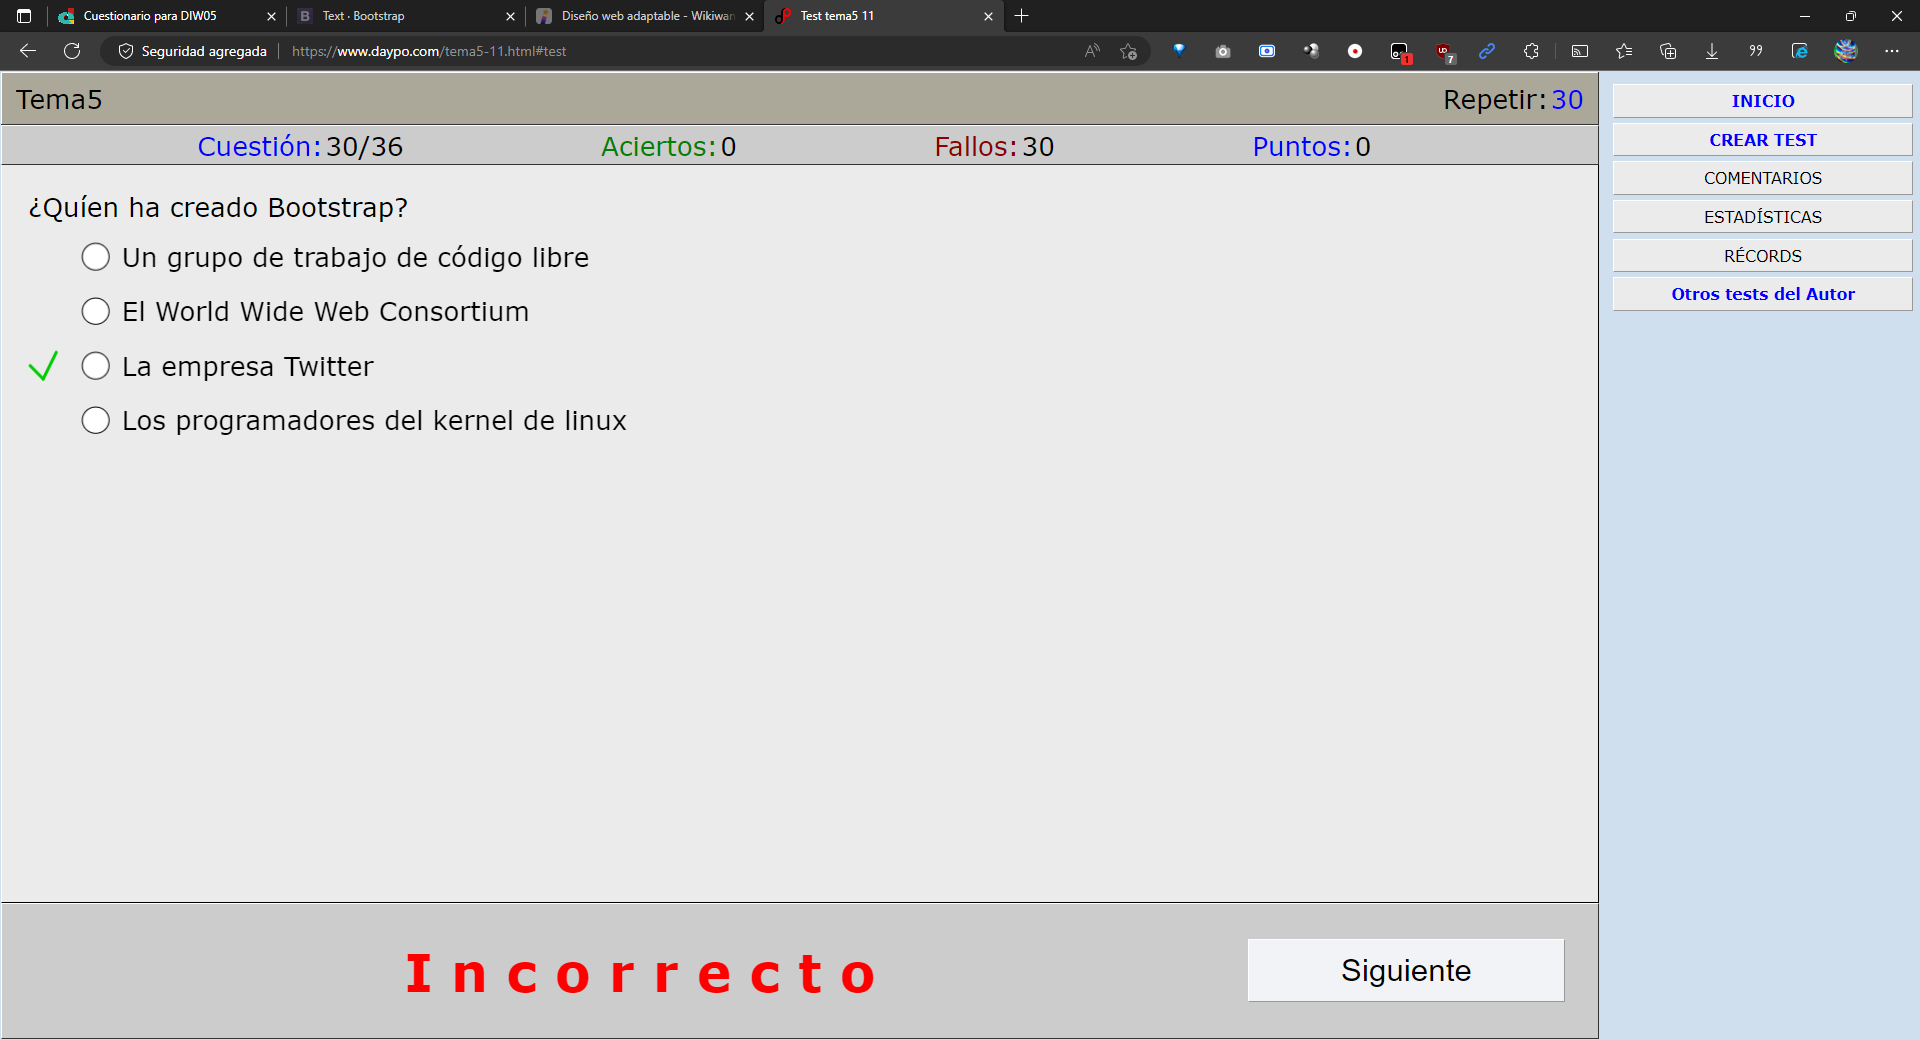 Cuestionario para DIW05
Text · Bootstrap
Diseño web adaptable - Wikiwan
Test tema5 11
Seguridad agregada
https://www.daypo.com/tema5-11.html#test
1
7
Tema5
Repetir: 30
Cuestión: 30/36
Aciertos: 0
Fallos: 30
Puntos: 0
¿Quíen ha creado Bootstrap?
Un grupo de trabajo de código libre
El World Wide Web Consortium
La empresa Twitter
Los programadores del kernel de linux
Incorrecto
Siguiente
INICIO
CREAR TEST
COMENTARIOS
ESTADÍSTICAS
RÉCORDS
Otros tests del Autor